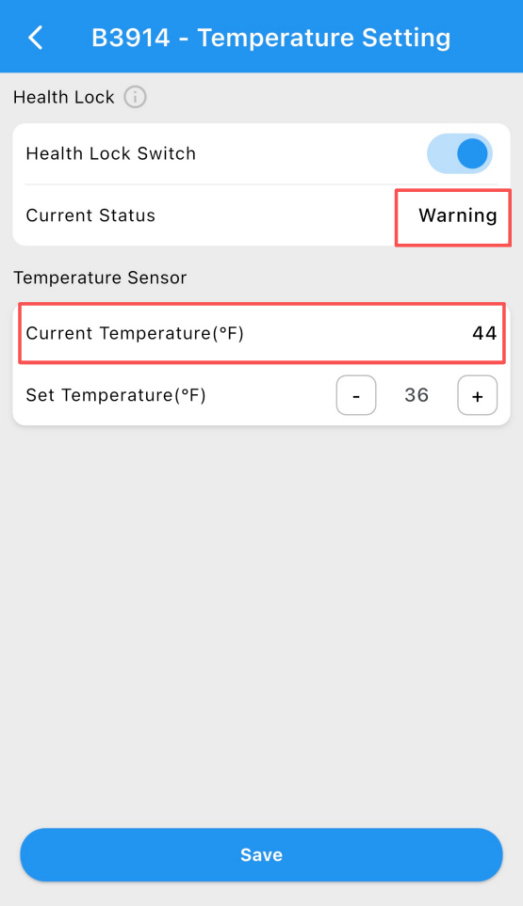 B3914 - Temperature Setting
Health Lock
Health Lock Switch
Current Status Warning
Temperature Sensor
Current Temperature(°F) 44
Set Temperature(°F) - 36 +
Save